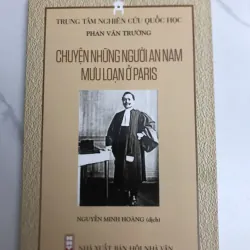 TRUNG TÂM NGHIÊN CỨU QUỐC HỌC
PHAN VĂN TRƯỜNG
CHUYỆN NHỮNG NGƯỜI AN NAM
MƯU LOẠN Ở PARIS
NGUYỄN MINH HOÀNG (dịch)
NHÀ XUẤT BẢN HỘI NHÀ VĂN